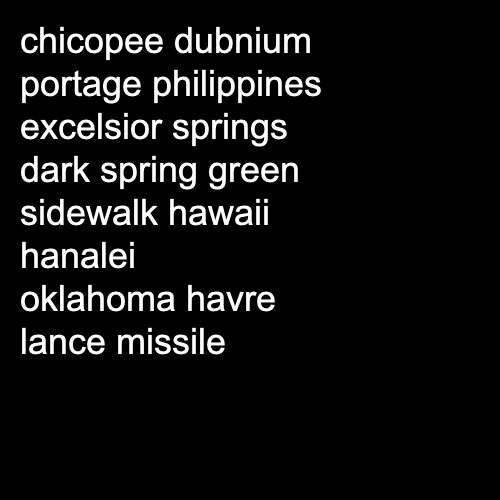 chicopee dubnium
portage philippines
excelsior springs
dark spring green
sidewalk hawaii
hanalei
oklahoma havre
lance missile